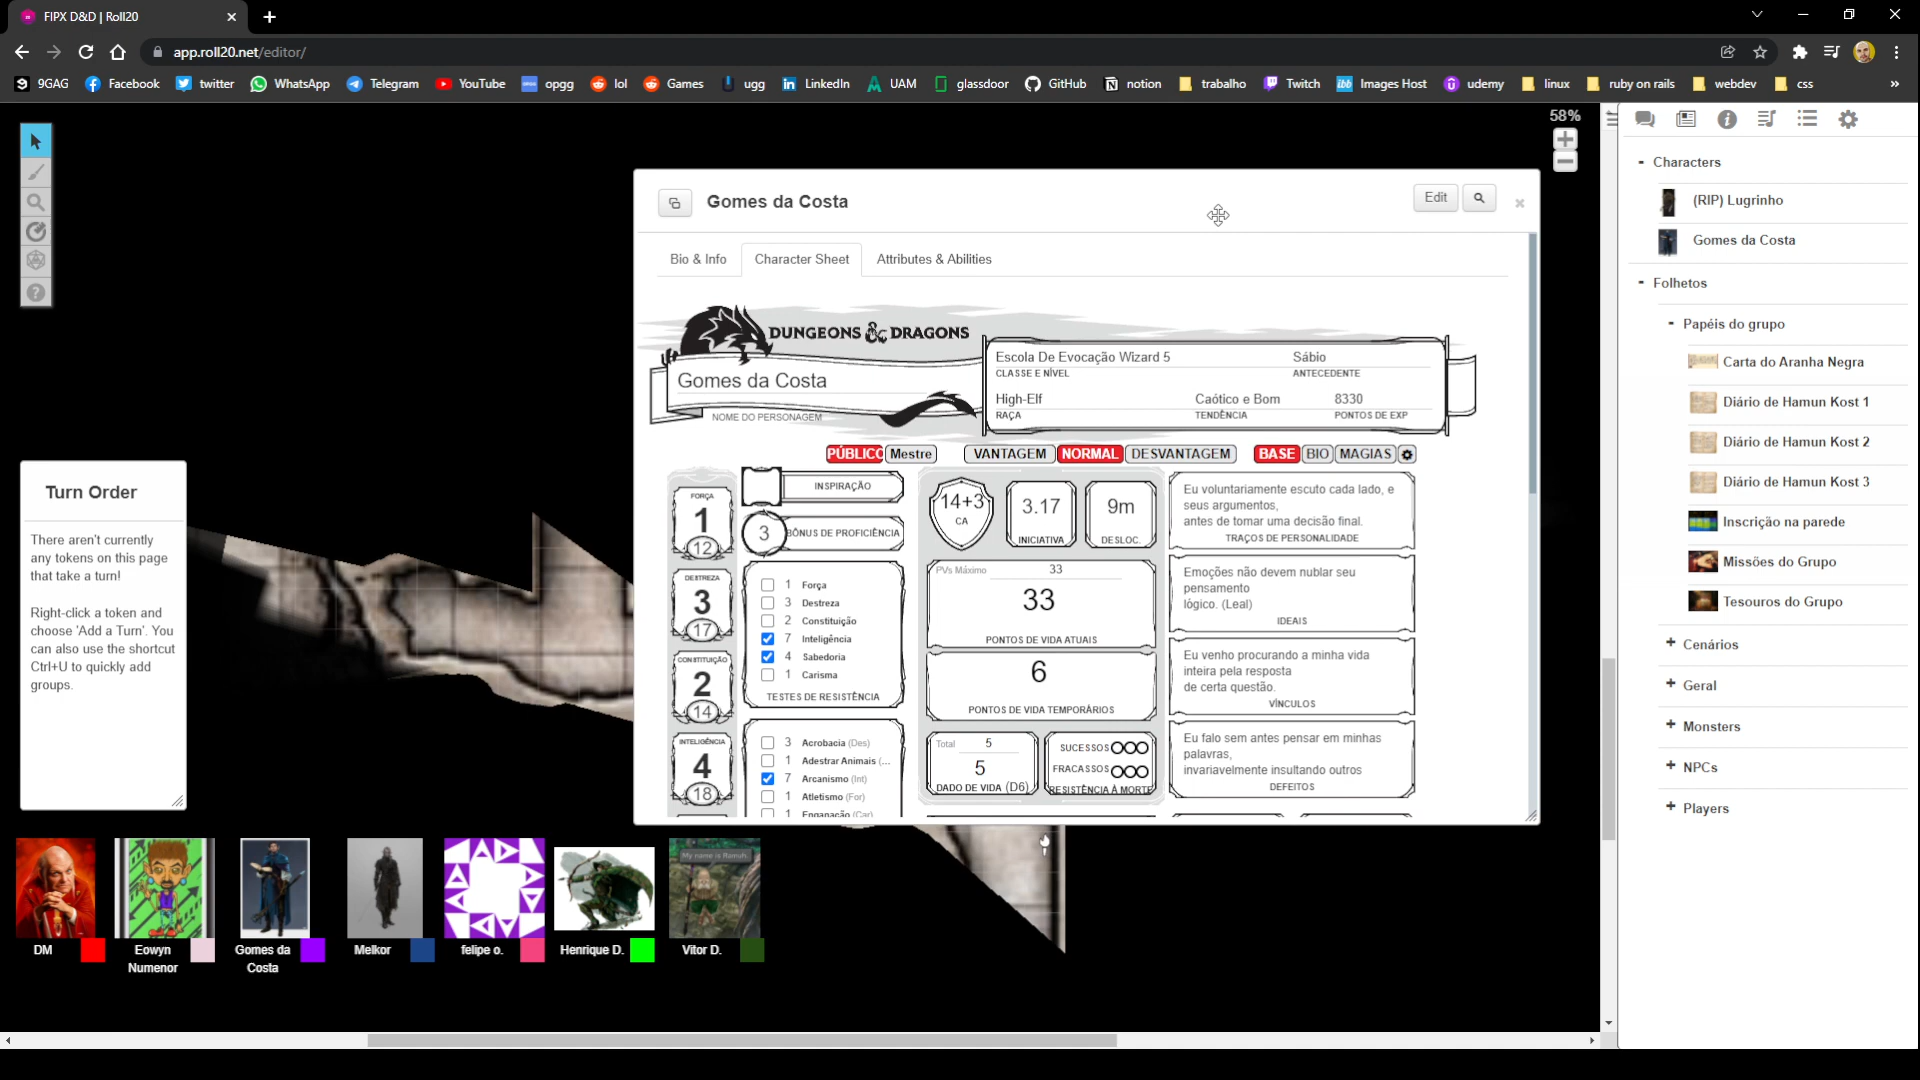 FIPX D&D | Roll20
app.roll20.net/editor/
9GAG
Facebook
twitter
WhatsApp
Telegram
YouTube
opgg
lol
Games
ugg
LinkedIn
UAM
glassdoor
GitHub
notion
trabalho
Twitch
Images Host
udemy
linux
ruby on rails
webdev
css
58%
Gomes da Costa
Edit
Bio & Info
Character Sheet
Attributes & Abilities
DUNGEONS & DRAGONS
Gomes da Costa
NOME DO PERSONAGEM
Escola De Evocação Wizard 5
CLASSE E NÍVEL
Sábio
ANTECEDENTE
High-Elf
RAÇA
Caótico e Bom
TENDÊNCIA
8330
PONTOS DE EXP
PÚBLICO
Mestre
VANTAGEM
NORMAL
DESVANTAGEM
BASE
BIO
MAGIAS
FORÇA
1
12
DESTREZA
3
17
CONSTITUIÇÃO
2
14
INTELIGÊNCIA
4
18
INSPIRAÇÃO
3
BÔNUS DE PROFICIÊNCIA
1 Força
3 Destreza
2 Constituição
7 Inteligência
4 Sabedoria
1 Carisma
TESTES DE RESISTÊNCIA
3 Acrobacia (Des)
1 Adestrar Animais (...
7 Arcanismo (Int)
1 Atletismo (For)
1 Enganação (Car)
14+3
CA
3.17
INICIATIVA
9m
DESLOC.
PVs Máximo 33
33
PONTOS DE VIDA ATUAIS
6
PONTOS DE VIDA TEMPORÁRIOS
Total 5
5
DADO DE VIDA (D6)
SUCESSOS
FRACASSOS
RESISTÊNCIA À MORTE
Eu voluntariamente escuto cada lado, e
seus argumentos,
antes de tomar uma decisão final.
TRAÇOS DE PERSONALIDADE
Emoções não devem nublar seu
pensamento
lógico. (Leal)
IDEAIS
Eu venho procurando a minha vida
inteira pela resposta
de certa questão.
VÍNCULOS
Eu falo sem antes pensar em minhas
palavras,
invariavelmente insultando outros
DEFEITOS
Turn Order
There aren't currently
any tokens on this page
that take a turn!
Right-click a token and
choose 'Add a Turn'. You
can also use the shortcut
Ctrl+U to quickly add
groups.
DM
Eowyn
Numenor
Gomes da
Costa
Melkor
felipe o.
Henrique D.
My name is Ramufs.
Vitor D.
Characters
(RIP) Lugrinho
Gomes da Costa
Folhetos
Papéis do grupo
Carta do Aranha Negra
Diário de Hamun Kost 1
Diário de Hamun Kost 2
Diário de Hamun Kost 3
Inscrição na parede
Missões do Grupo
Tesouros do Grupo
Cenários
Geral
Monsters
NPCs
Players